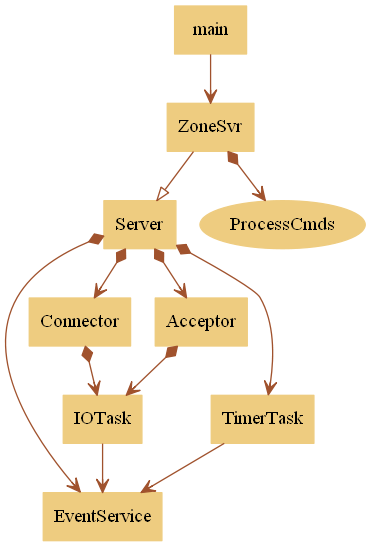 main
ZoneSvr
Server
ProcessCmds
Connector
Acceptor
IOTask
TimerTask
EventService